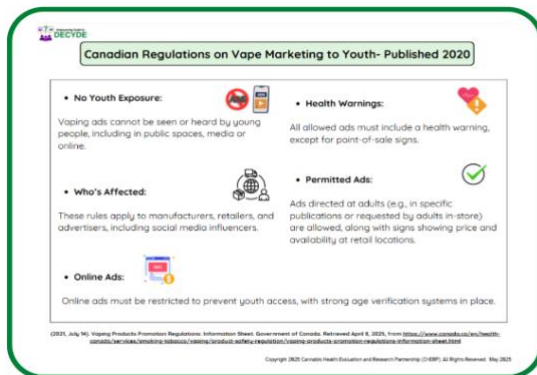 DECYDE
Canadian Regulations on Vape Marketing to Youth- Published 2020
• No Youth Exposure:
Vaping ads cannot be seen or heard by young
people, including in public spaces, media or
online.
• Health Warnings:
All allowed ads must include a health warning,
except for point-of-sale signs.
• Who's Affected:
These rules apply to manufacturers, retailers, and
advertisers, including social media influencers.
• Permitted Ads:
Ads directed at adults (e.g., in specific
publications or requested by adults in-store)
are allowed, along with signs showing price and
availability at retail locations.
• Online Ads:
Online ads must be restricted to prevent youth access, with strong age verification systems in place.
(2021, July 14). Vaping Products Promotion Regulations: Information Sheet. Government of Canada. Retrieved April 8, 2025, from https://www.canada.ca/en/health-
canada/services/smoking-tobacco/vaping/product-safety-regulation/vaping-products-promotion-regulations-information-sheet.html
Copyright 2025 Cannabis Health Evaluation and Research Partnership (CHERP). All Rights Reserved. May 2025